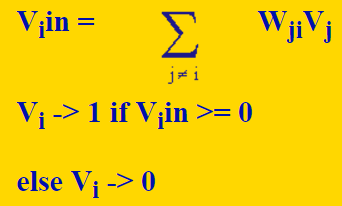 Vᵢin = ∑ WⱼᵢVⱼ
j≠i
Vᵢ -> 1 if Vᵢin >= 0
else Vᵢ -> 0